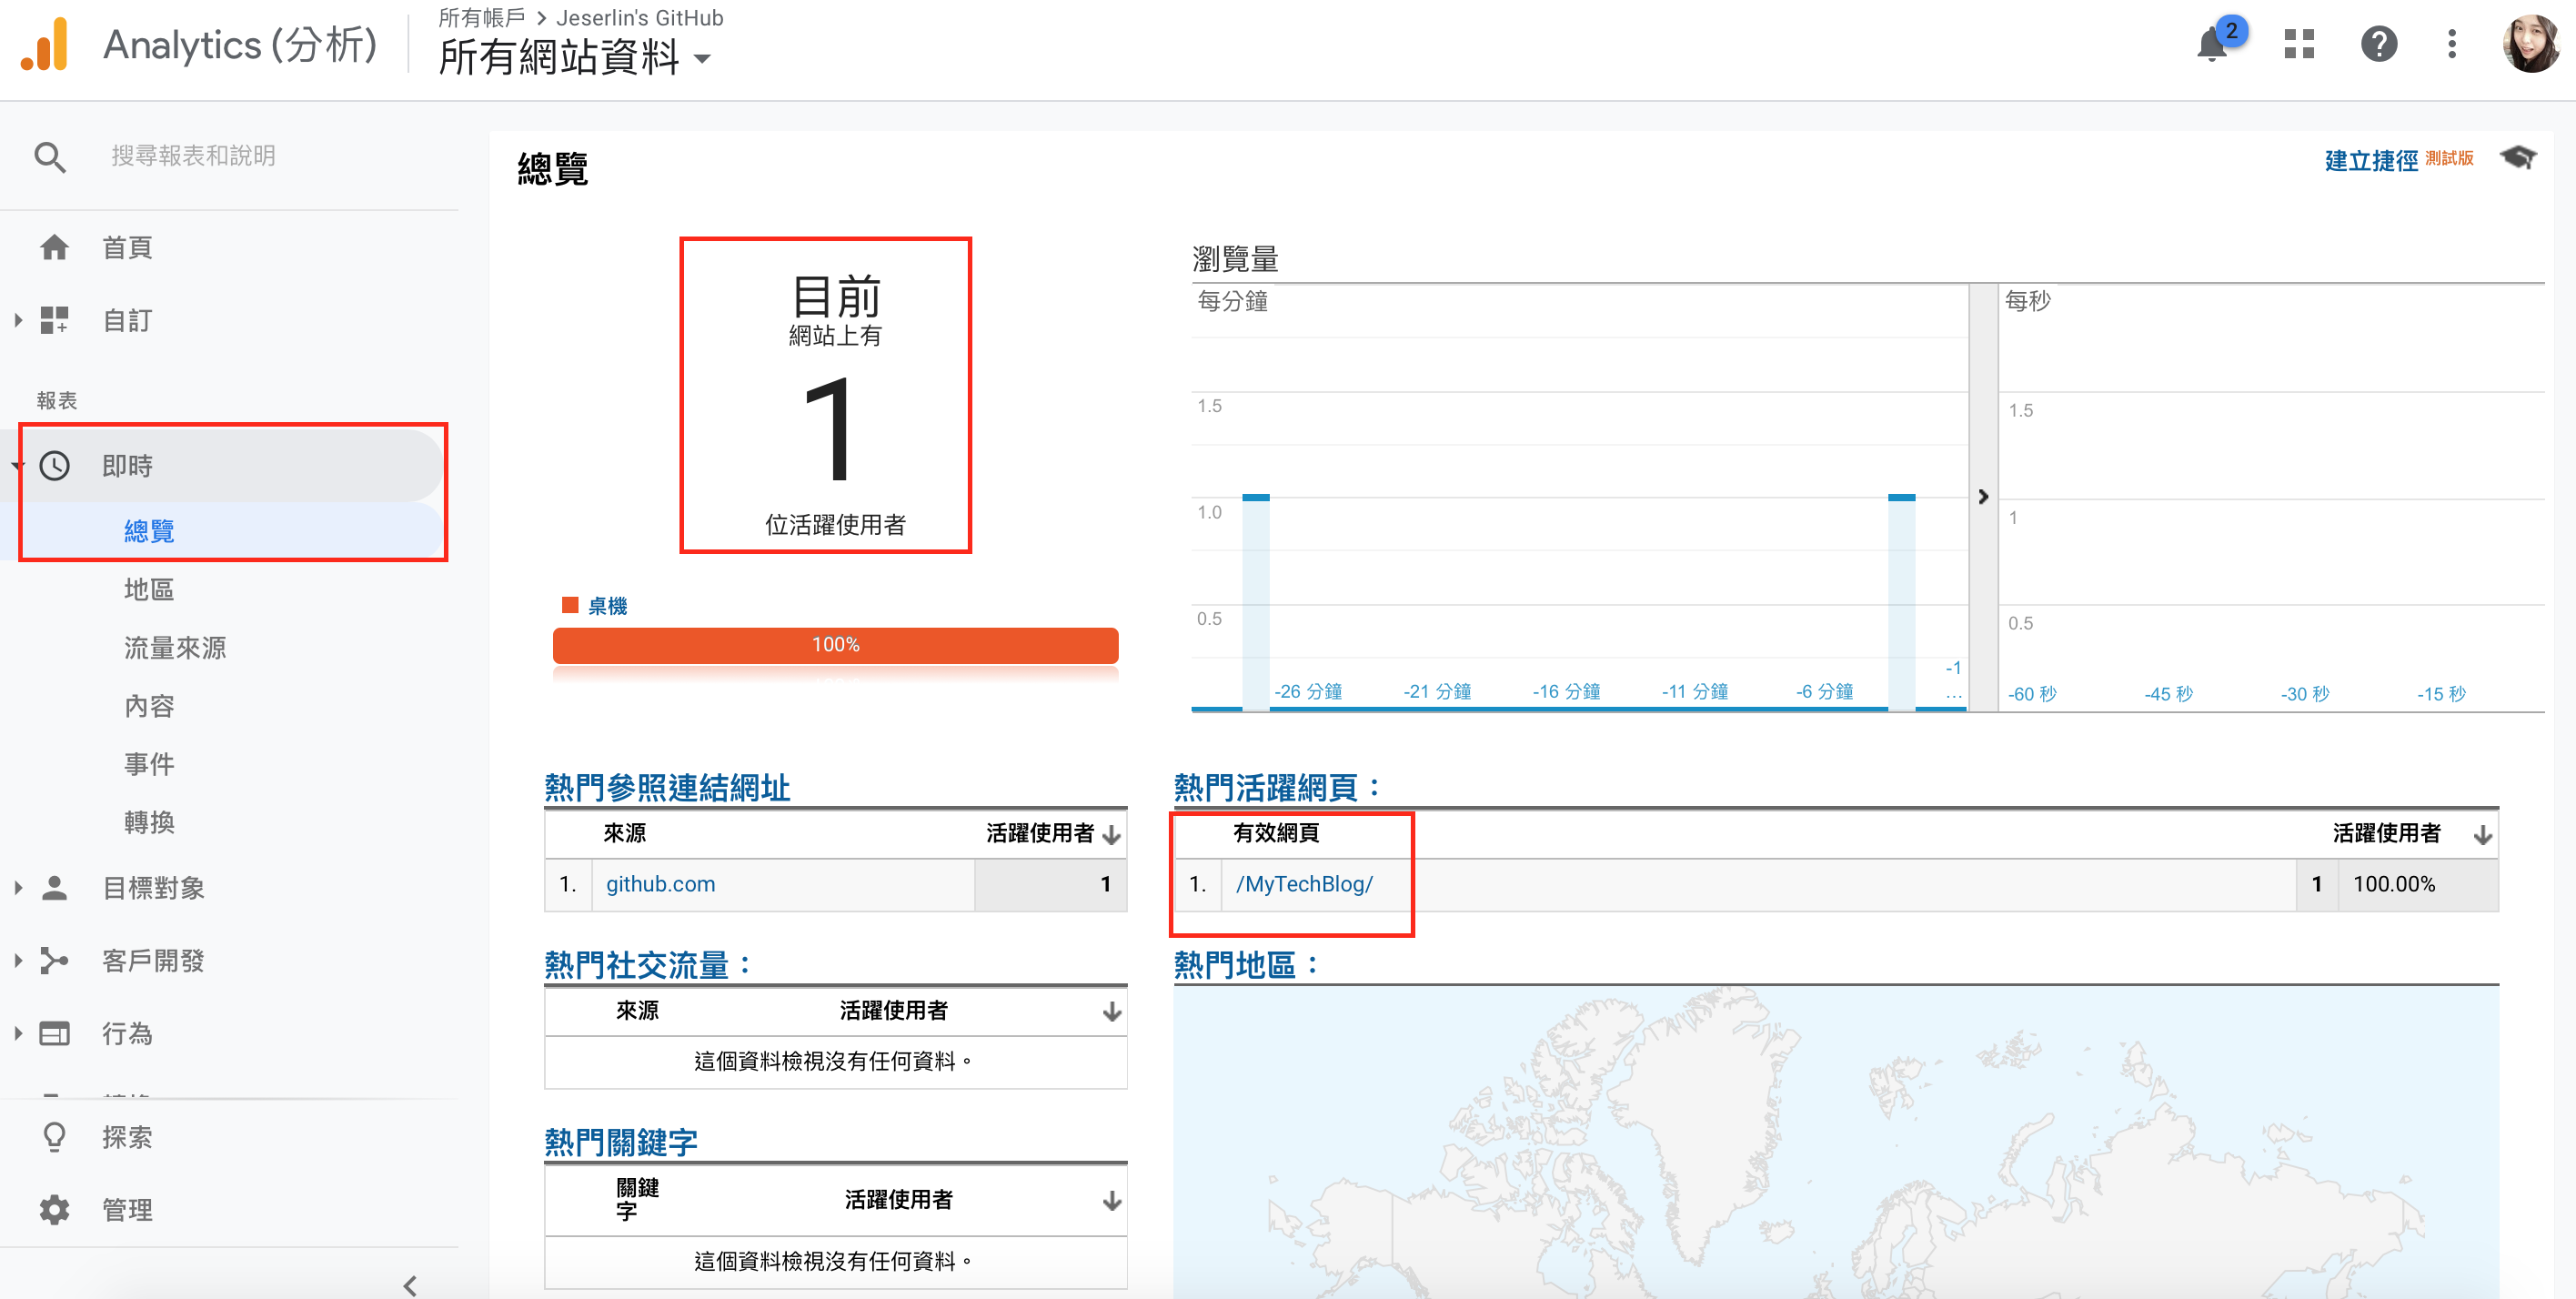 Analytics (分析)
所有帳戶 > Jeserlin's GitHub
所有網站資料
2
搜尋報表和說明
首頁
自訂
報表
即時
總覽
地區
流量來源
內容
事件
轉換
目標對象
客戶開發
行為
探索
管理
總覽
建立捷徑 測試版
目前
網站上有
1
位活躍使用者
桌機
100%
瀏覽量
每分鐘
1.5
1.0
0.5
-26 分鐘
-21 分鐘
-16 分鐘
-11 分鐘
-6 分鐘
-1
...
每秒
1.5
1
0.5
-60 秒
-45 秒
-30 秒
-15 秒
熱門參照連結網址
來源 活躍使用者
1. github.com 1
熱門活躍網頁：
有效網頁 活躍使用者
1. /MyTechBlog/ 1 100.00%
熱門社交流量：
來源 活躍使用者
這個資料檢視沒有任何資料。
熱門關鍵字
關鍵
字
活躍使用者
這個資料檢視沒有任何資料。
熱門地區：